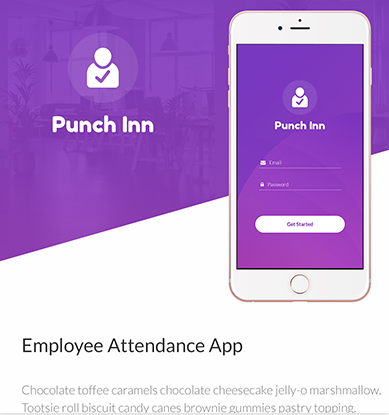 Punch Inn
Punch Inn
Email
Password
Get Started
Employee Attendance App
Chocolate toffee caramels chocolate cheesecake jelly-o marshmallow.
Tootsie roll biscuit candy canes brownie gummies pastry topping.